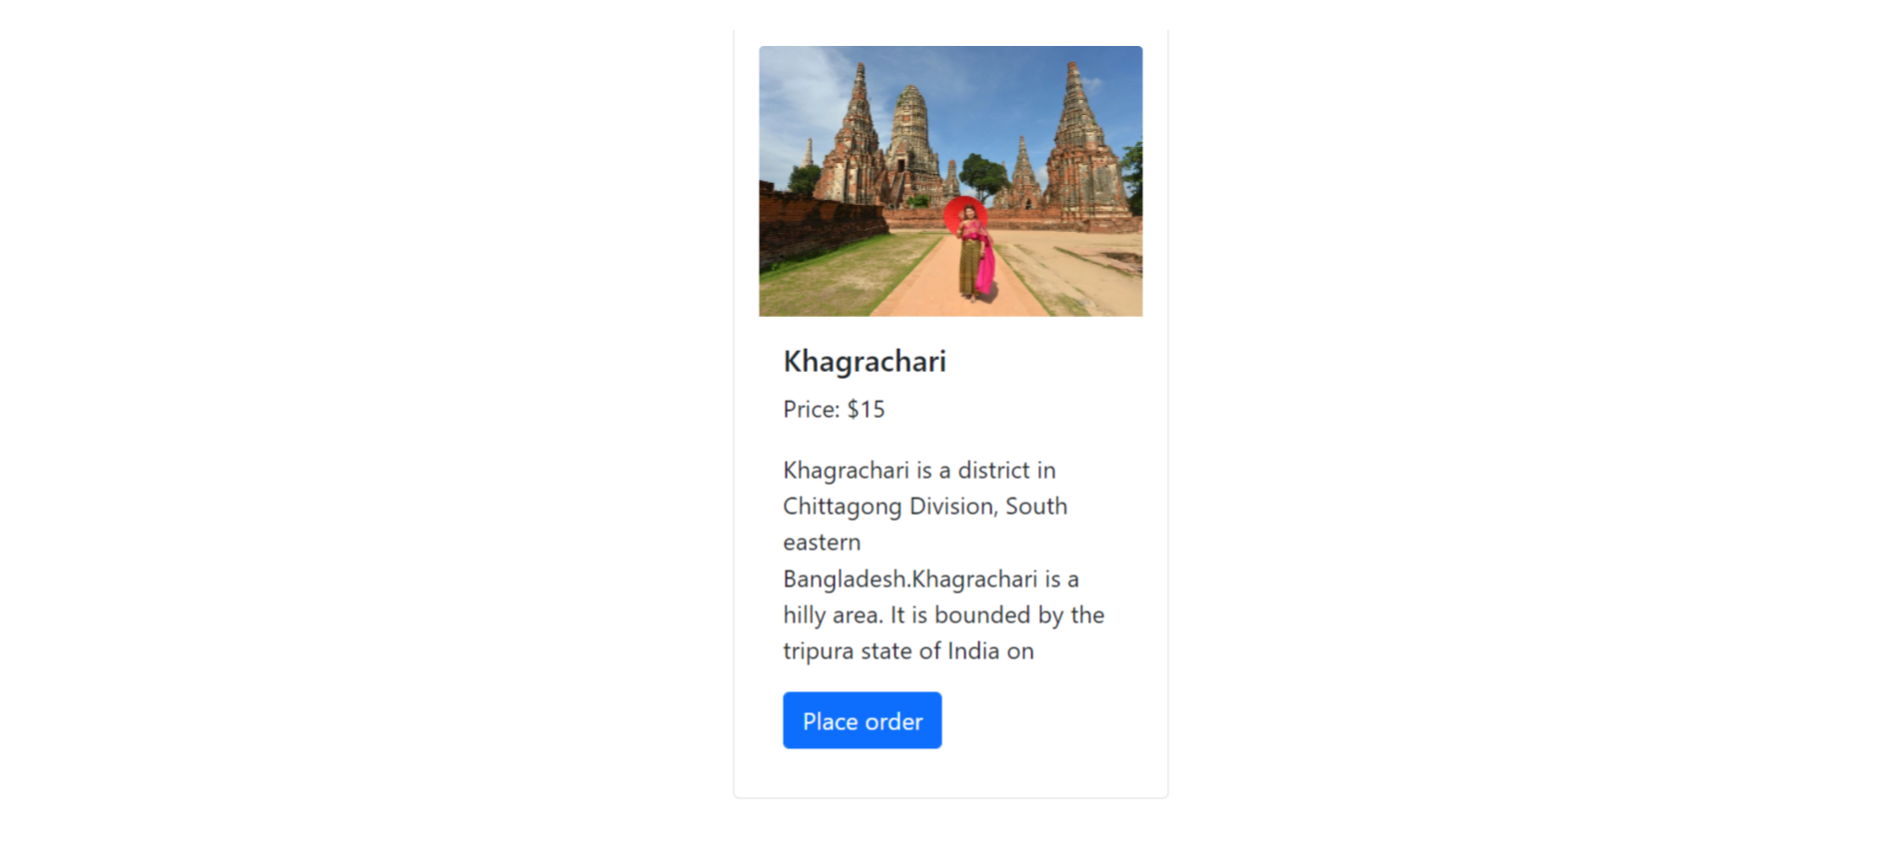 Khagrachari
Price: $15
Khagrachari is a district in
Chittagong Division, South
eastern
Bangladesh.Khagrachari is a
hilly area. It is bounded by the
tripura state of India on
Place order